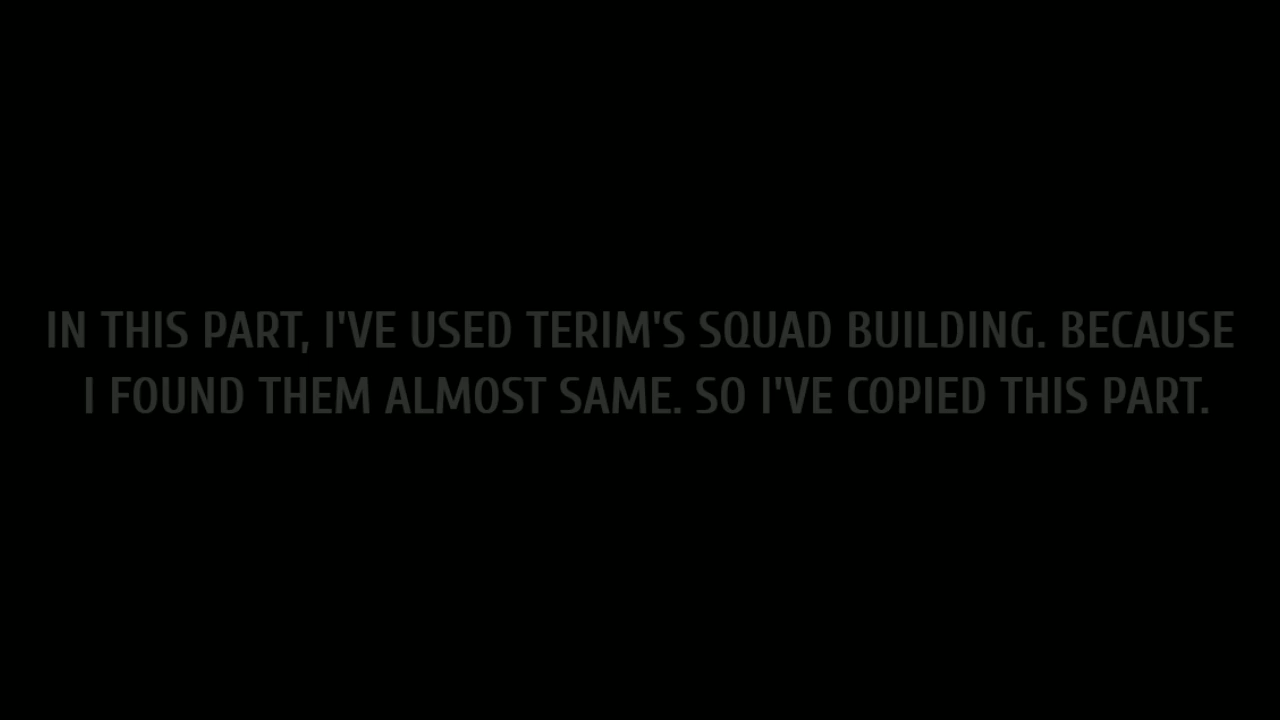 IN THIS PART, I'VE USED TERIM'S SQUAD BUILDING. BECAUSE
I FOUND THEM ALMOST SAME. SO I'VE COPIED THIS PART.